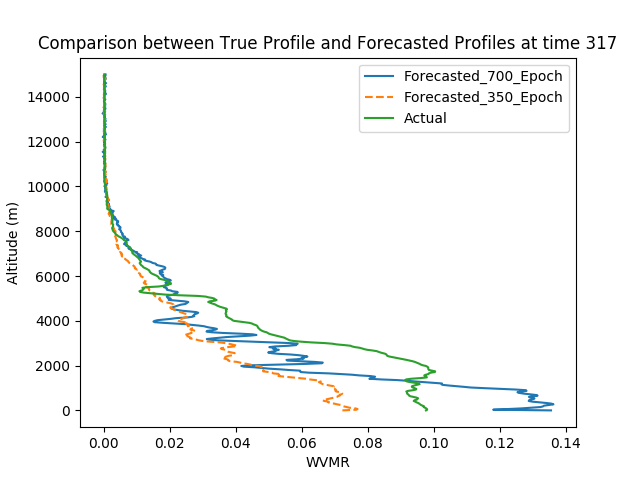 Comparison between True Profile and Forecasted Profiles at time 317
Forecasted_700_Epoch
Forecasted_350_Epoch
Actual
Altitude (m)
14000
12000
10000
8000
6000
4000
2000
0
0.00 0.02 0.04 0.06 0.08 0.10 0.12 0.14
WVMR